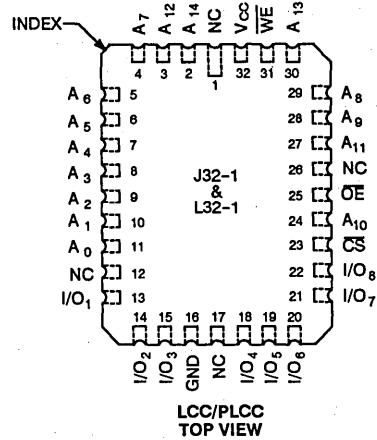 INDEX
A7 A12 A14 NC VCC W̅E̅ A13
4 3 2 1 32 31 30
A6 5 29 A8
A5 6 28 A9
A4 7 27 A11
A3 8 26 NC
A2 9 25 O̅E̅
A1 10 24 A10
A0 11 23 C̅S̅
NC 12 22 I/O8
I/O1 13 21 I/O7
J32-1
&
L32-1
14 15 16 17 18 19 20
I/O2 I/O3 GND NC I/O4 I/O5 I/O6
LCC/PLCC
TOP VIEW